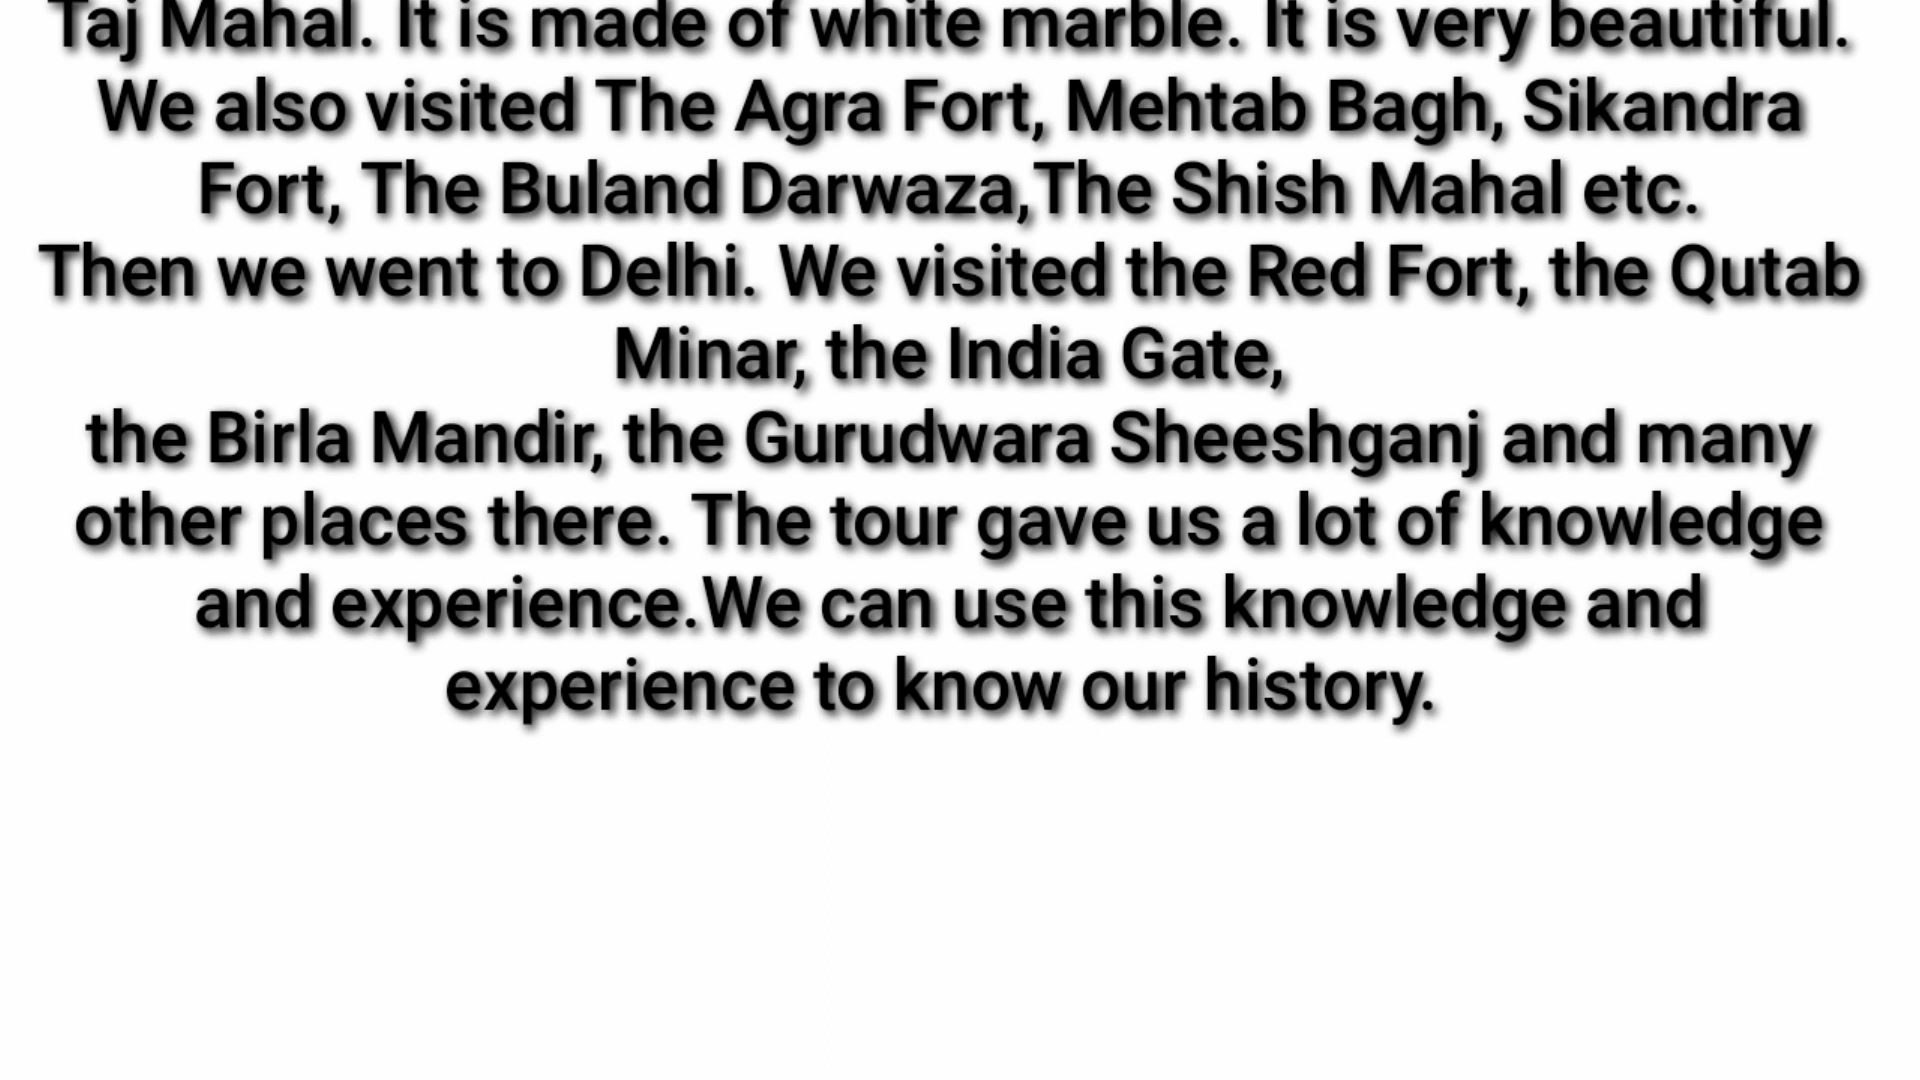 Taj Mahal. It is made of white marble. It is very beautiful.
We also visited The Agra Fort, Mehtab Bagh, Sikandra
Fort, The Buland Darwaza,The Shish Mahal etc.
Then we went to Delhi. We visited the Red Fort, the Qutab
Minar, the India Gate,
the Birla Mandir, the Gurudwara Sheeshganj and many
other places there. The tour gave us a lot of knowledge
and experience.We can use this knowledge and
experience to know our history.